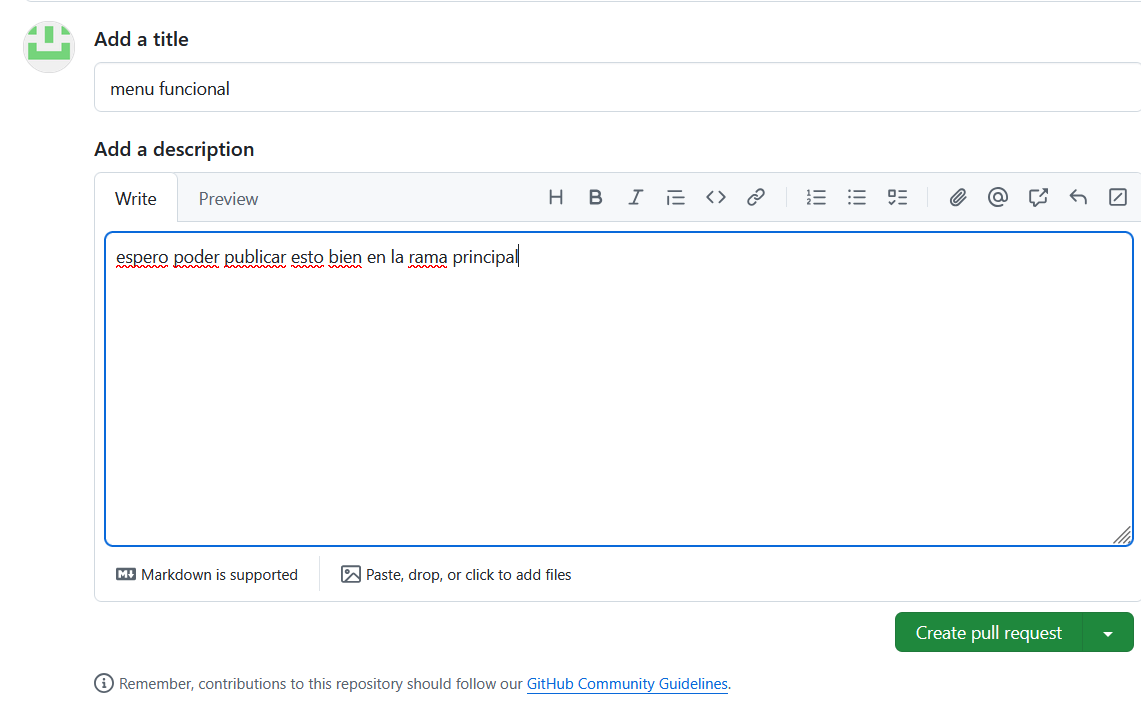 Add a title
menu funcional
Add a description
Write Preview
espero poder publicar esto bien en la rama principal
Markdown is supported Paste, drop, or click to add files
Create pull request
Remember, contributions to this repository should follow our GitHub Community Guidelines.